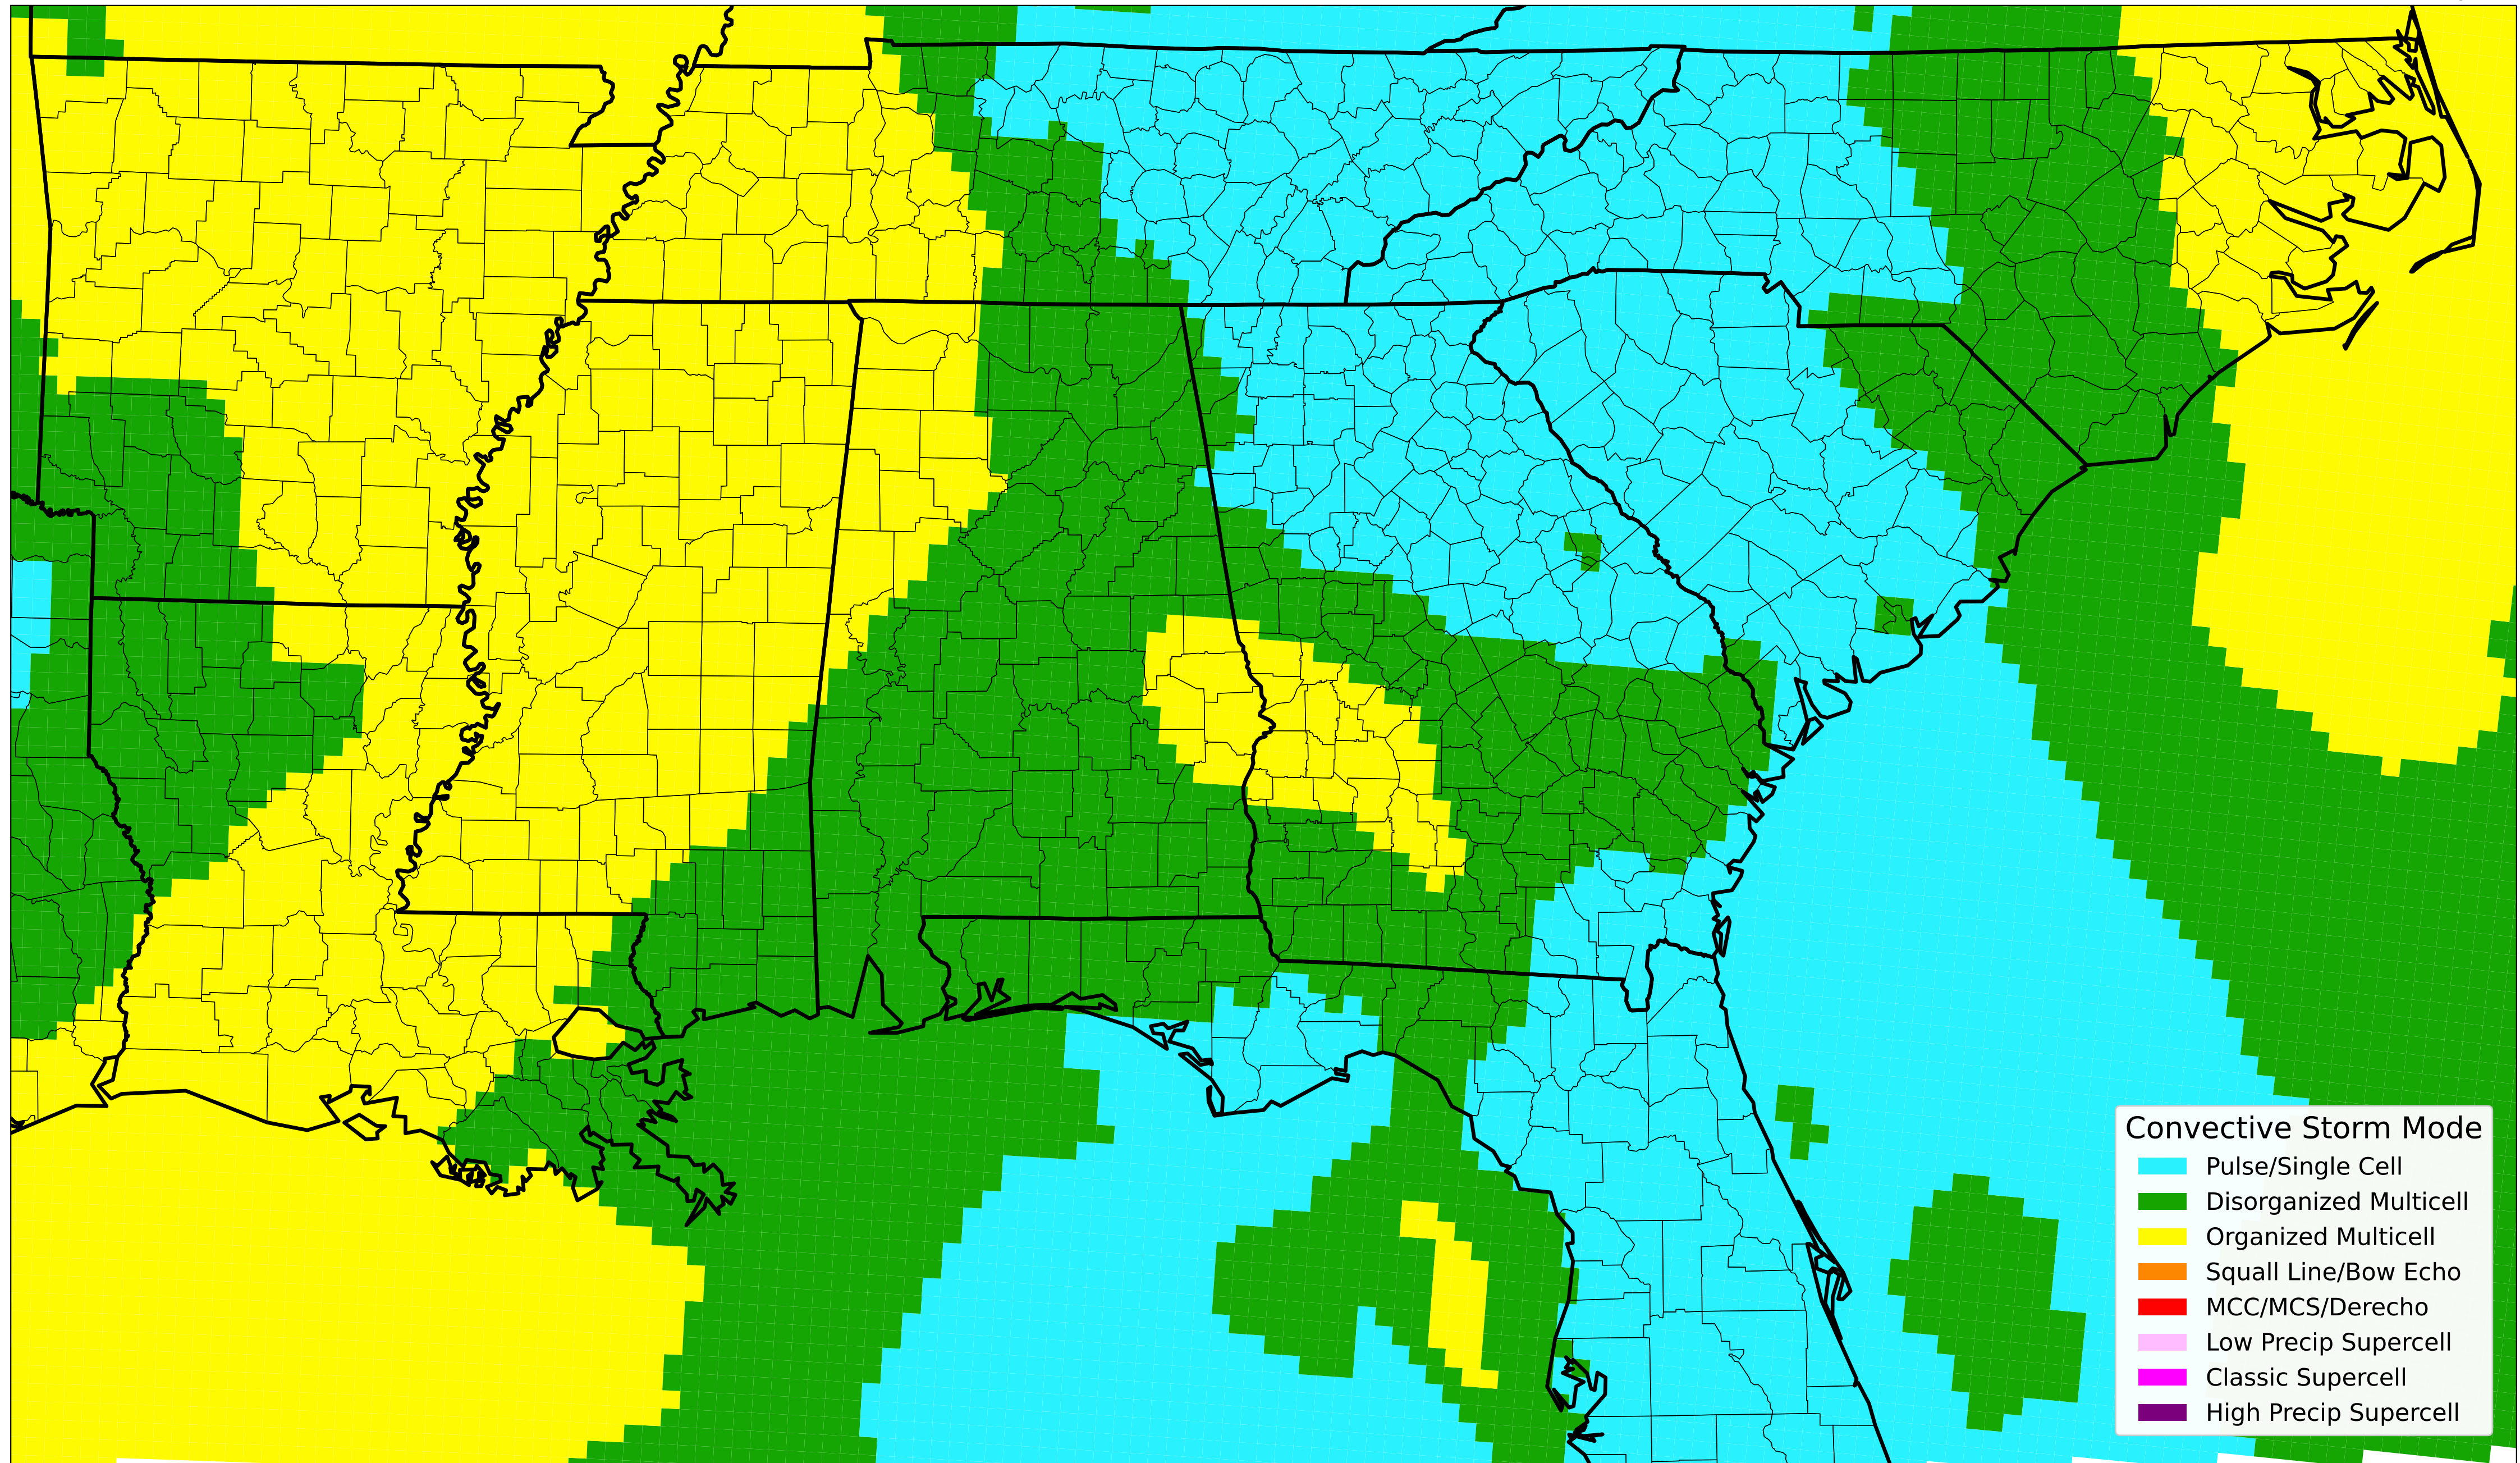 Convective Storm Mode
Pulse/Single Cell
Disorganized Multicell
Organized Multicell
Squall Line/Bow Echo
MCC/MCS/Derecho
Low Precip Supercell
Classic Supercell
High Precip Supercell